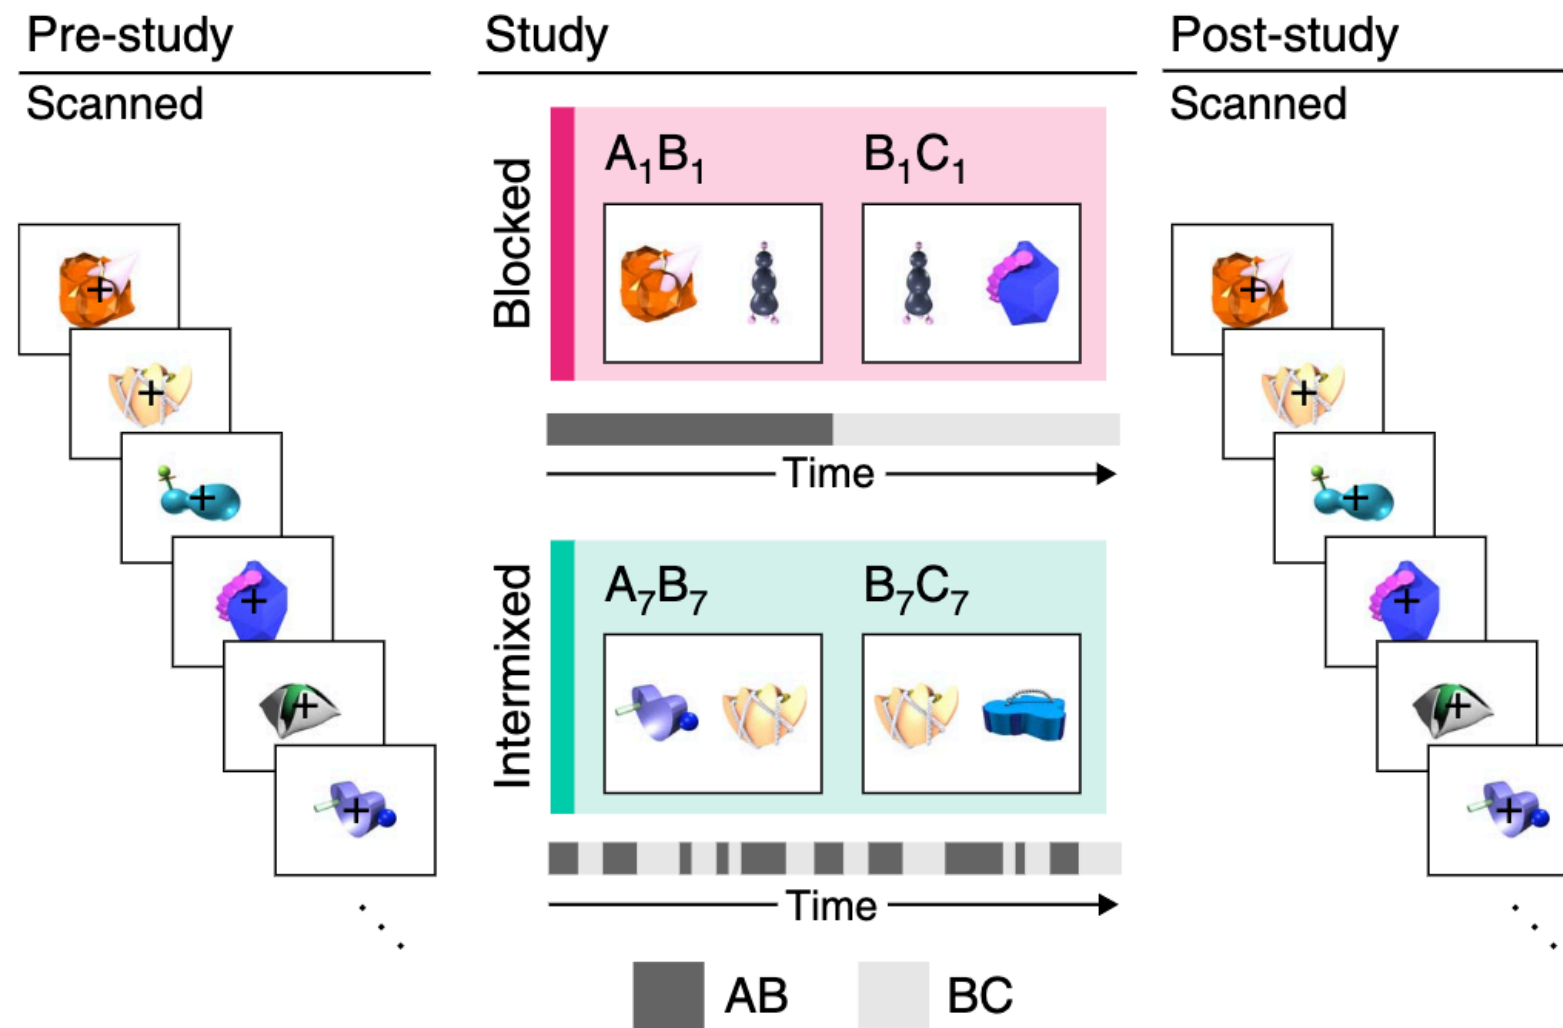 Pre-study
Scanned
Study
Blocked
A₁B₁
B₁C₁
Time
Intermixed
A₇B₇
B₇C₇
Time
AB
BC
Post-study
Scanned